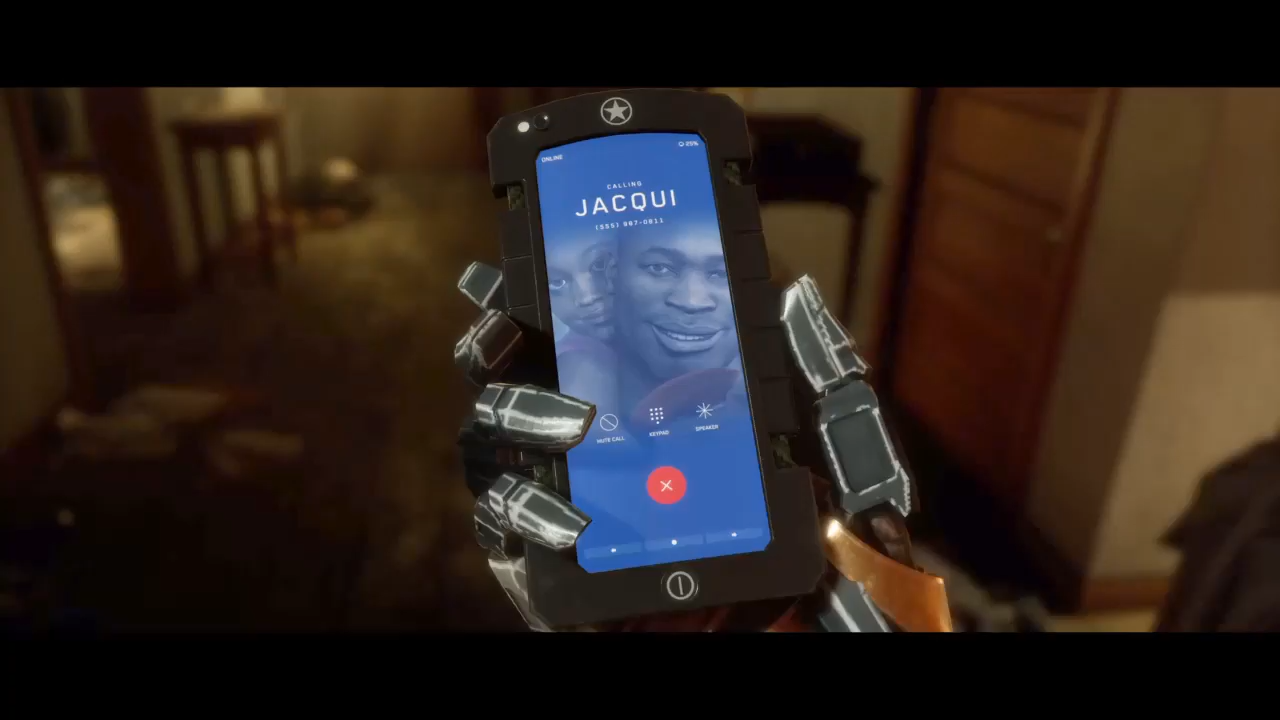 ONLINE
25%
CALLING
JACQUI
(555) 987-0811
MUTE CALL
KEYPAD
SPEAKER